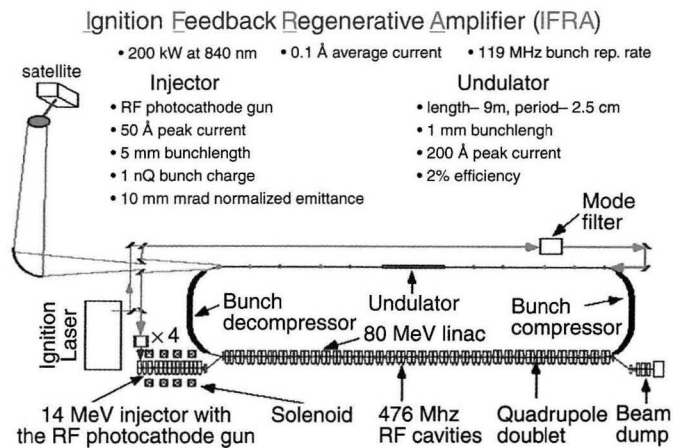 Ignition Feedback Regenerative Amplifier (IFRA)
• 200 kW at 840 nm • 0.1 Å average current • 119 MHz bunch rep. rate
satellite
Injector
• RF photocathode gun
• 50 Å peak current
• 5 mm bunchlength
• 1 nQ bunch charge
• 10 mm mrad normalized emittance
Undulator
• length– 9m, period– 2.5 cm
• 1 mm bunchlengh
• 200 Å peak current
• 2% efficiency
Mode
filter
Ignition
Laser
× 4
Bunch
decompressor
Undulator
Bunch
compressor
80 MeV linac
14 MeV injector with
the RF photocathode gun
Solenoid
476 Mhz
RF cavities
Quadrupole
doublet
Beam
dump